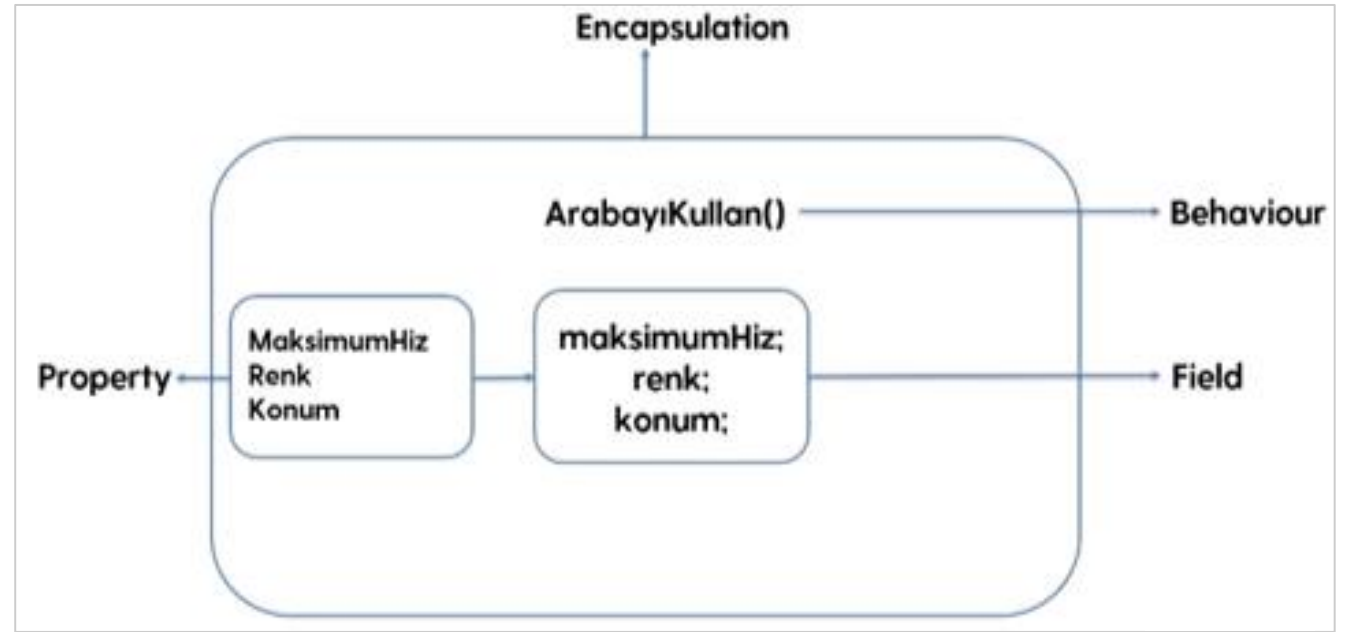 Encapsulation
ArabayıKullan()
Behaviour
Property
MaksimumHiz
Renk
Konum
maksimumHiz;
renk;
konum;
Field